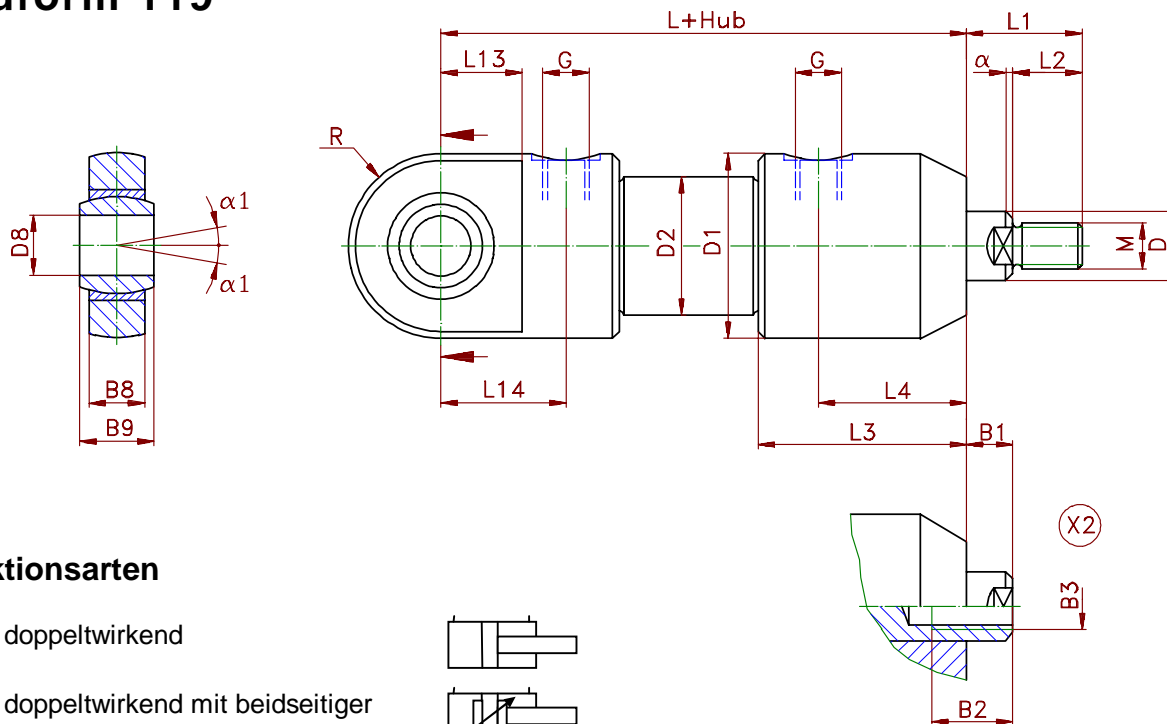 119
L+Hub
L1
L13
G
G
α
L2
R
α1
D8
α1
D2
D1
M
D
B8
L14
L4
B9
L3
B1
X2
B3
doppeltwirkend
doppeltwirkend mit beidseitiger
B2